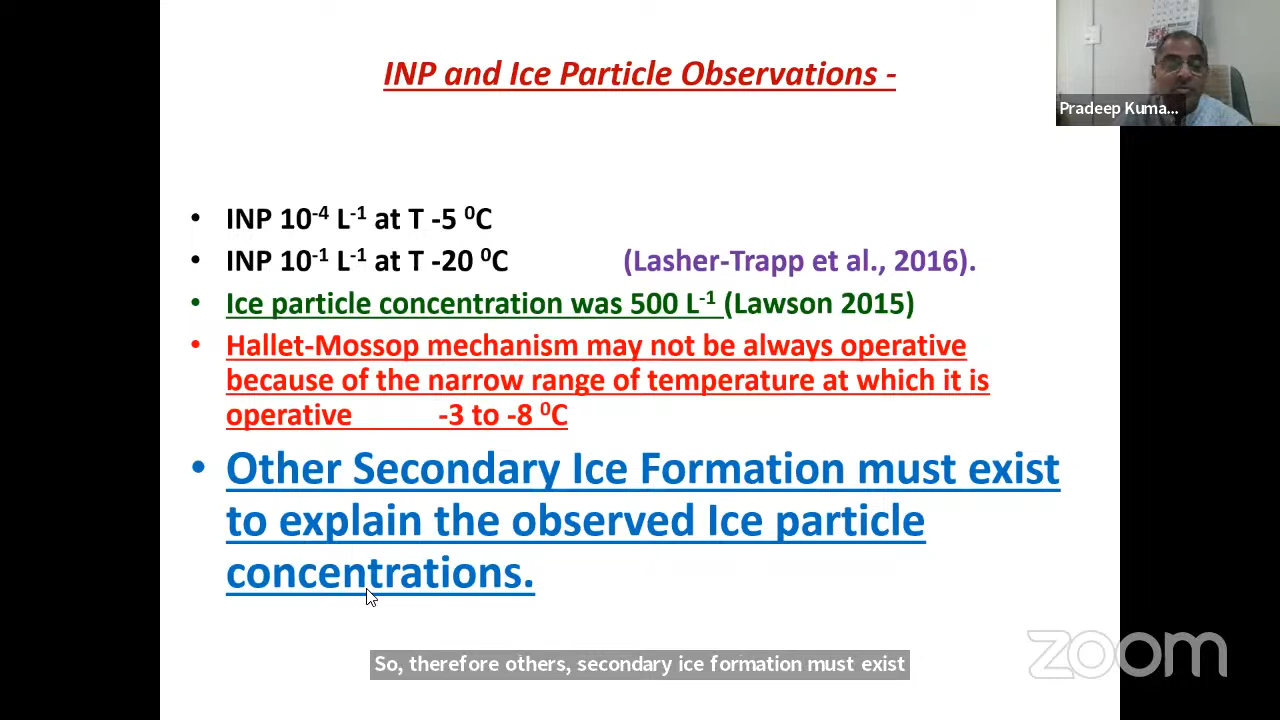 INP and Ice Particle Observations -
Pradeep Kuma...
• INP 10⁻⁴ L⁻¹ at T -5 ⁰C
• INP 10⁻¹ L⁻¹ at T -20 ⁰C (Lasher-Trapp et al., 2016).
• Ice particle concentration was 500 L⁻¹ (Lawson 2015)
• Hallet-Mossop mechanism may not be always operative
because of the narrow range of temperature at which it is
operative -3 to -8 ⁰C
• Other Secondary Ice Formation must exist
to explain the observed Ice particle
concentrations.
So, therefore others, secondary ice formation must exist
zoom